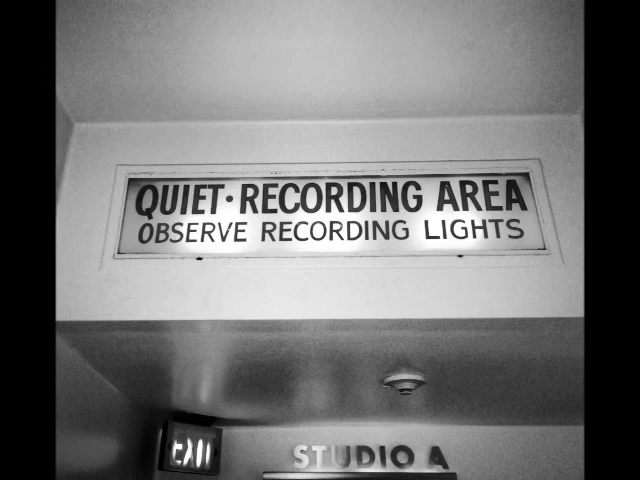 QUIET · RECORDING AREA
OBSERVE RECORDING LIGHTS
EXIT
STUDIO A